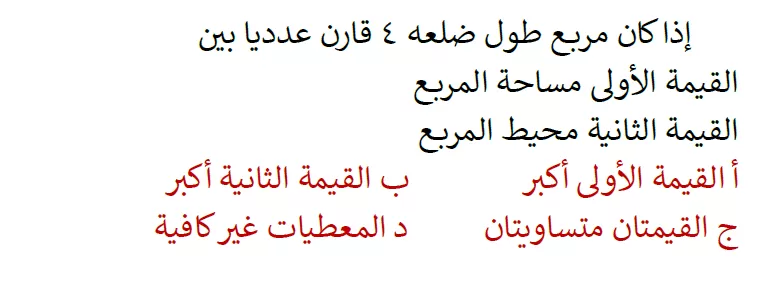 إذا كان مربع طول ضلعه ٤ قارن عدديا بين
القيمة الأولى مساحة المربع
القيمة الثانية محيط المربع
أ القيمة الأولى أكبر ب القيمة الثانية أكبر
ج القيمتان متساويتان د المعطيات غير كافية